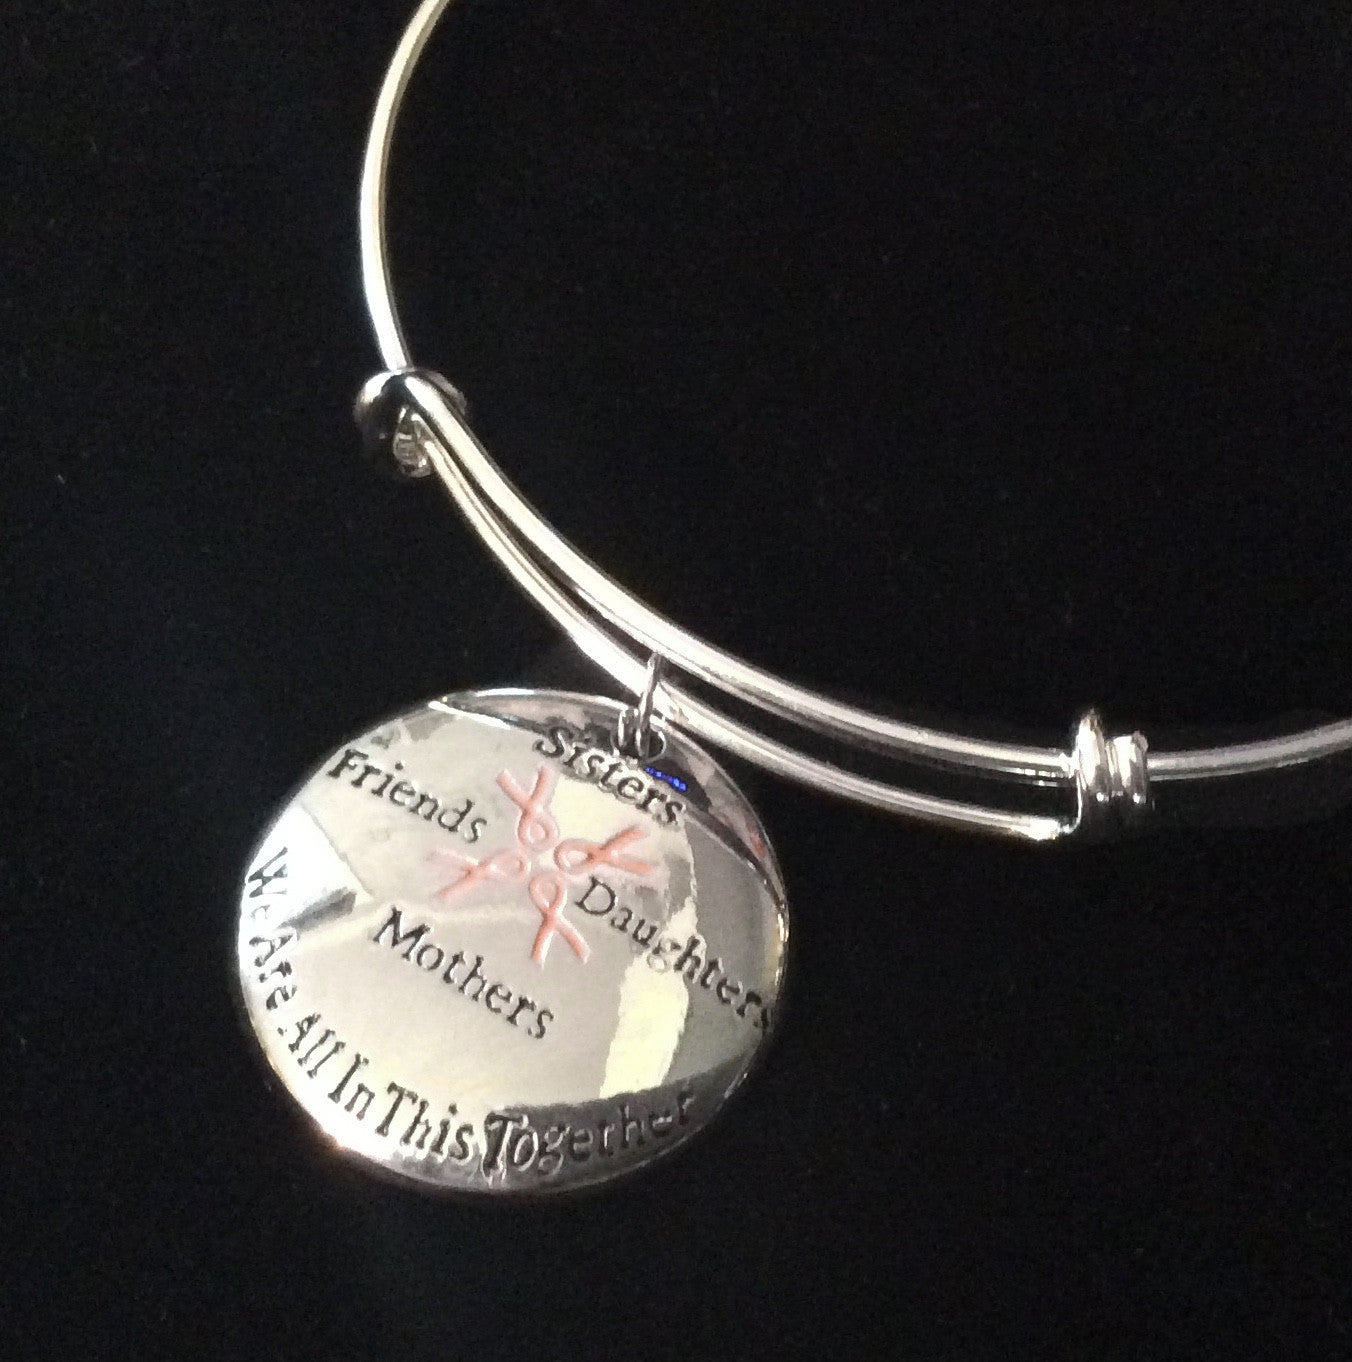 Sisters
Friends
Daughters
Mothers
We Are All In This Together